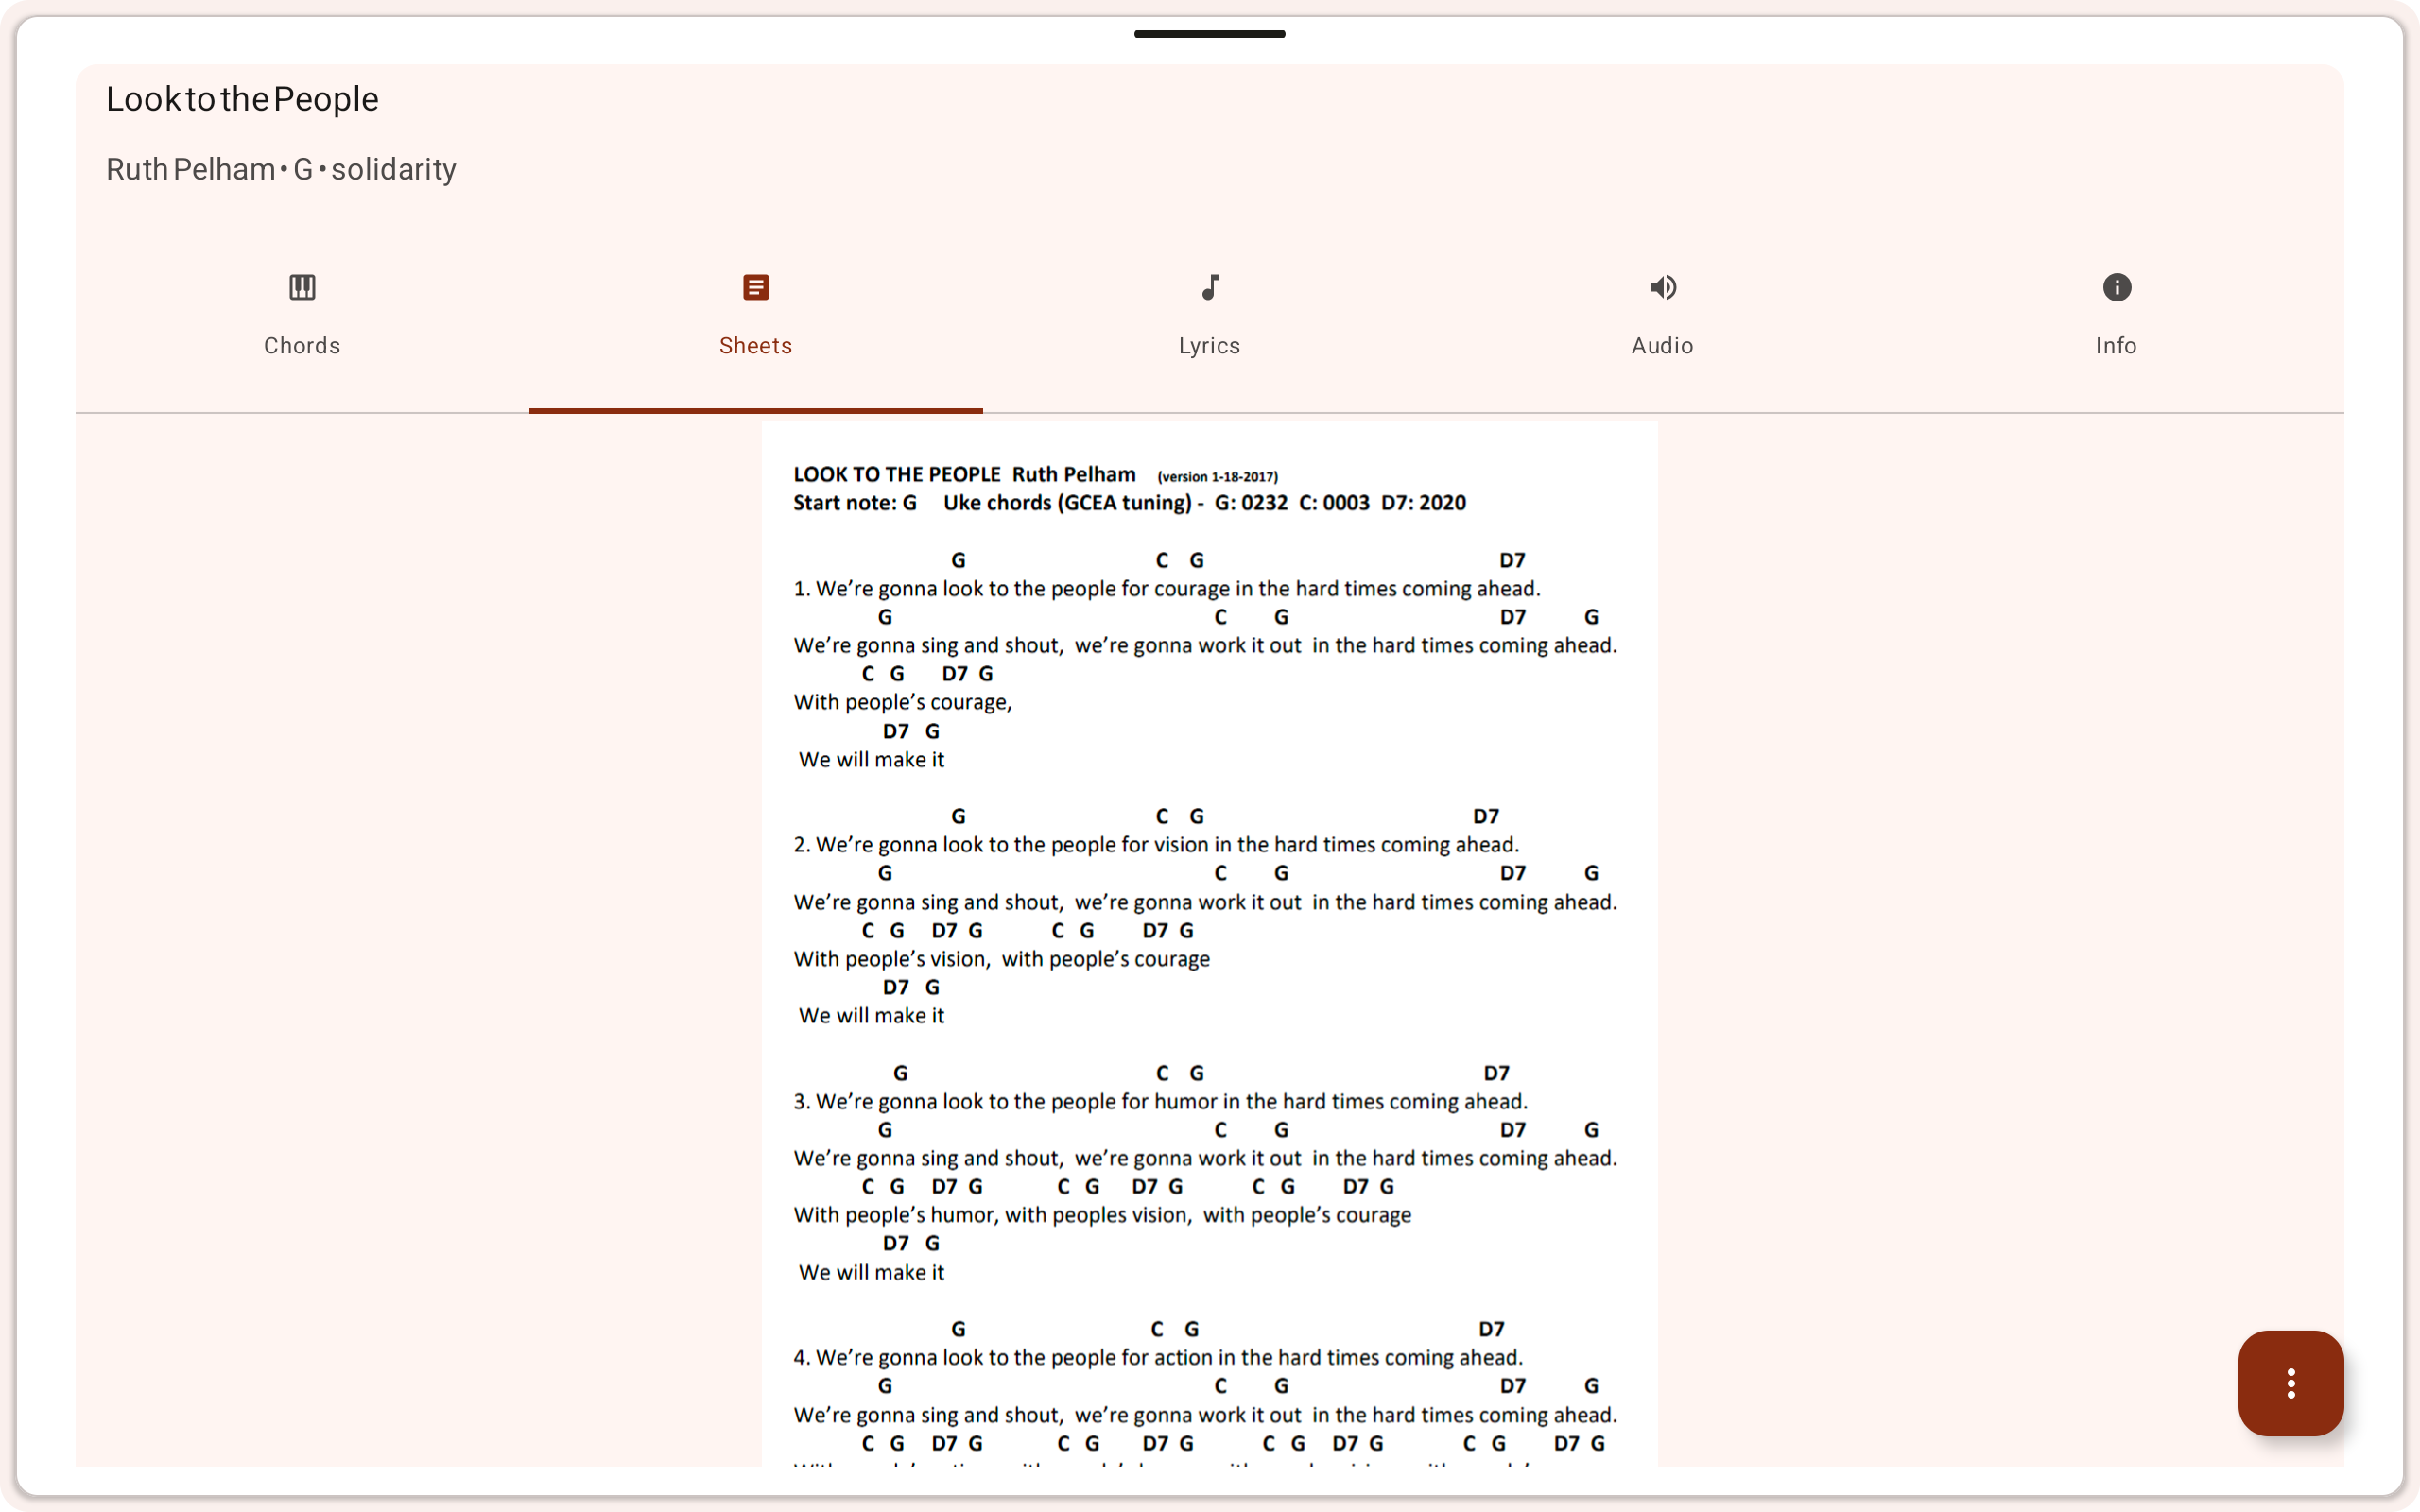 Look to the People
Ruth Pelham • G • solidarity
Chords
Sheets
Lyrics
Audio
Info
LOOK TO THE PEOPLE  Ruth Pelham   (version 1-18-2017)
Start note: G    Uke chords (GCEA tuning) -  G: 0232  C: 0003  D7: 2020
G C G D7
1. We’re gonna look to the people for courage in the hard times coming ahead.
G C G D7 G
We’re gonna sing and shout,  we’re gonna work it out  in the hard times coming ahead.
C G D7 G
With people’s courage,
D7 G
We will make it
G C G D7
2. We’re gonna look to the people for vision in the hard times coming ahead.
G C G D7 G
We’re gonna sing and shout,  we’re gonna work it out  in the hard times coming ahead.
C G D7 G C G D7 G
With people’s vision,  with people’s courage
D7 G
We will make it
G C G D7
3. We’re gonna look to the people for humor in the hard times coming ahead.
G C G D7 G
We’re gonna sing and shout,  we’re gonna work it out  in the hard times coming ahead.
C G D7 G C G D7 G C G D7 G
With people’s humor, with peoples vision,  with people’s courage
D7 G
We will make it
G C G D7
4. We’re gonna look to the people for action in the hard times coming ahead.
G C G D7 G
We’re gonna sing and shout,  we’re gonna work it out  in the hard times coming ahead.
C G D7 G C G D7 G C G D7 G C G D7 G